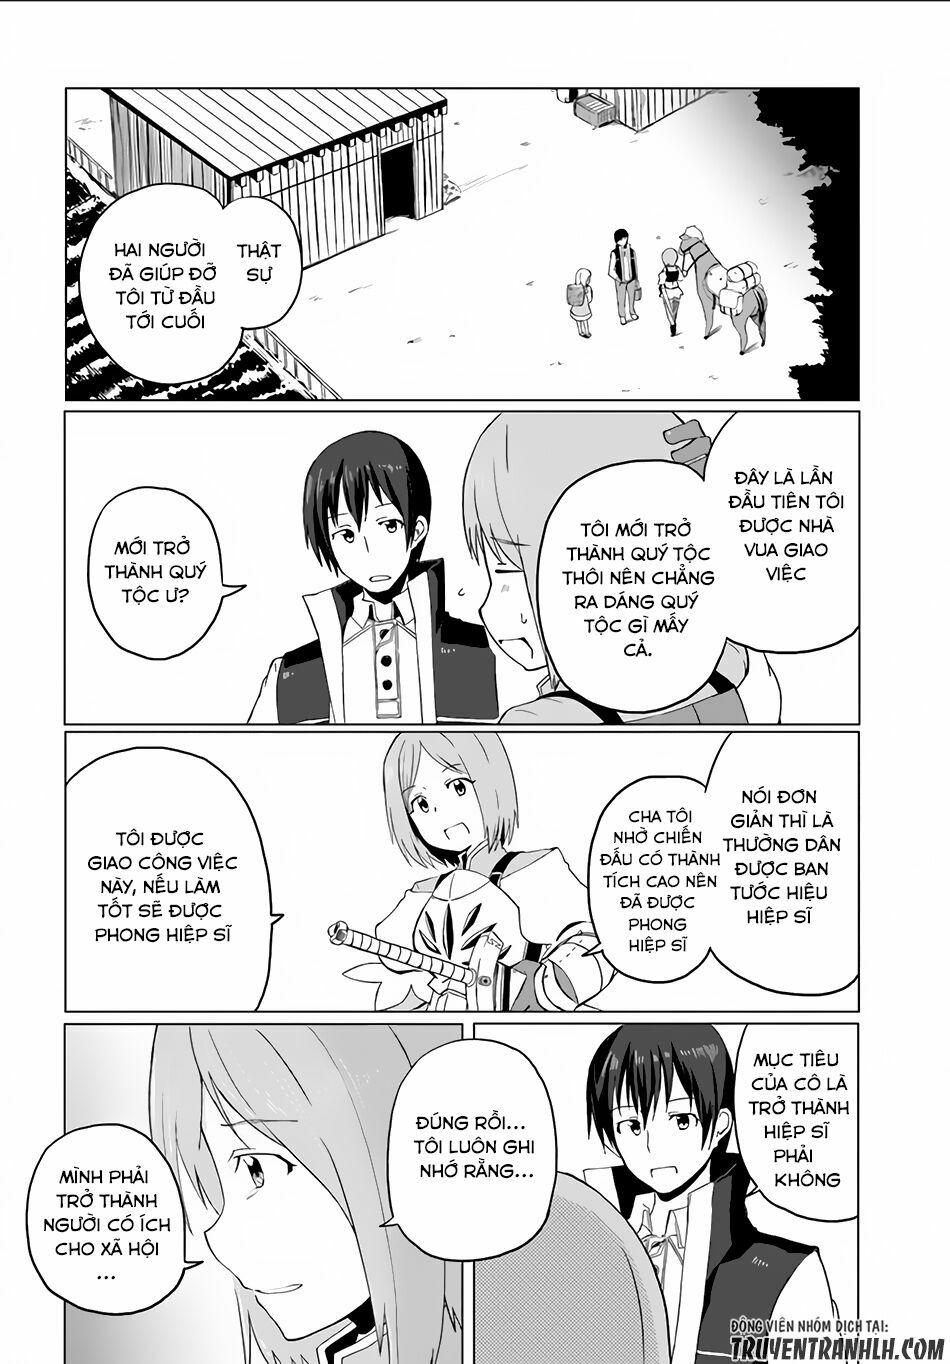 THẬT
SỰ
HAI NGƯỜI
ĐÃ GIÚP ĐỠ
TÔI TỪ ĐẦU
TỚI CUỐI
ĐÂY LÀ LẦN
ĐẦU TIÊN TÔI
ĐƯỢC NHÀ
VUA GIAO
VIỆC
TÔI MỚI TRỞ
THÀNH QUÝ TỘC
THÔI NÊN CHẲNG
RA DÁNG QUÝ
TỘC GÌ MẤY
CẢ.
MỚI TRỞ
THÀNH QUÝ
TỘC Ư?
NÓI ĐƠN
GIẢN THÌ LÀ
THƯỜNG DÂN
ĐƯỢC BAN
TƯỚC HIỆU
HIỆP SĨ
CHA TÔI
NHỜ CHIẾN
ĐẤU CÓ THÀNH
TÍCH CAO NÊN
ĐÃ ĐƯỢC
PHONG
HIỆP SĨ
TÔI ĐƯỢC
GIAO CÔNG VIỆC
NÀY, NẾU LÀM
TỐT SẼ ĐƯỢC
PHONG HIỆP SĨ
MỤC TIÊU
CỦA CÔ LÀ
TRỞ THÀNH
HIỆP SĨ
PHẢI
KHÔNG
ĐÚNG RỒI...
TÔI LUÔN GHI
NHỚ RẰNG...
MÌNH PHẢI
TRỞ THÀNH
NGƯỜI CÓ ÍCH
CHO XÃ HỘI
...
ĐỘNG VIÊN NHÓM DỊCH TẠI:
TRUYENTRANHLH.COM